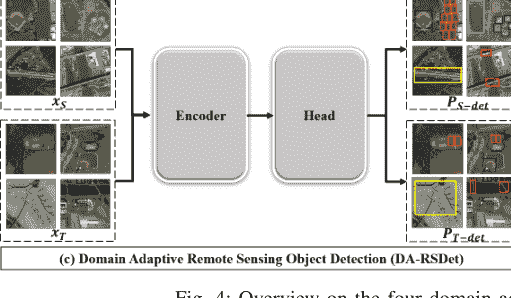 x_S
Encoder
Head
P_S-det
x_T
P_T-det
(c) Domain Adaptive Remote Sensing Object Detection (DA-RSDet)
Fig. 4: Overview on the four domain ad